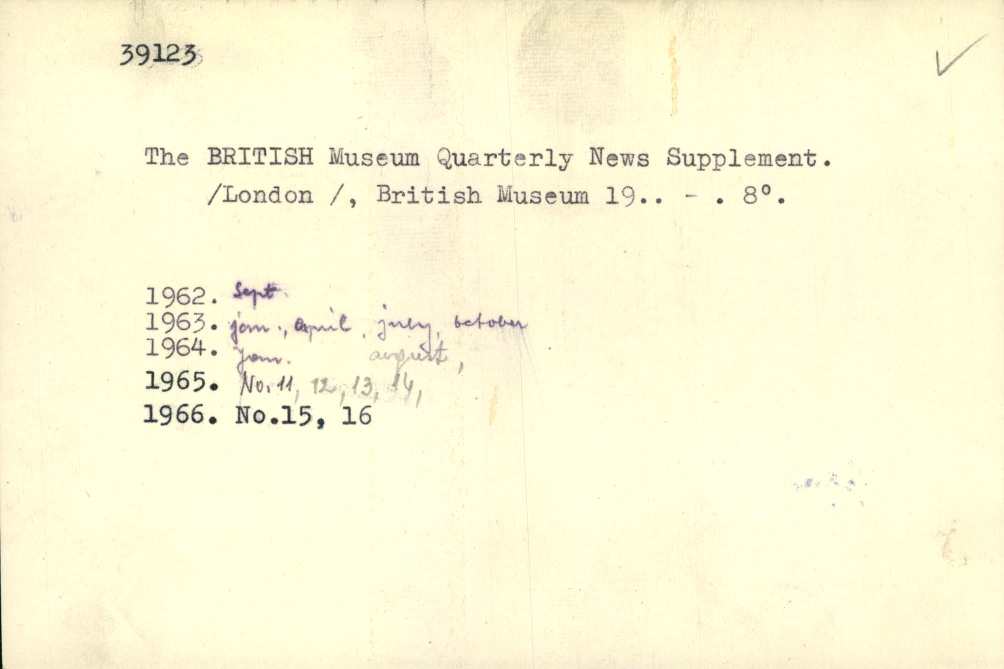 39123
The BRITISH Museum Quarterly News Supplement.
/London /, British Museum 19.. - . 8°.
1962. Sept.
1963. jan., april, july, october
1964. Jan. august,
1965. No. 11, 12, 13, 14,
1966. No.15, 16